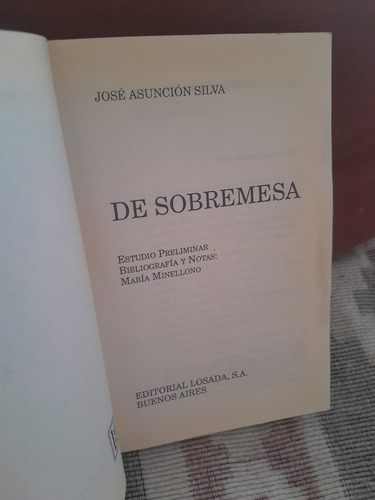 JOSÉ ASUNCIÓN SILVA
DE SOBREMESA
ESTUDIO PRELIMINAR
BIBLIOGRAFÍA Y NOTAS:
MARÍA MINELLONO
EDITORIAL LOSADA, S.A.
BUENOS AIRES